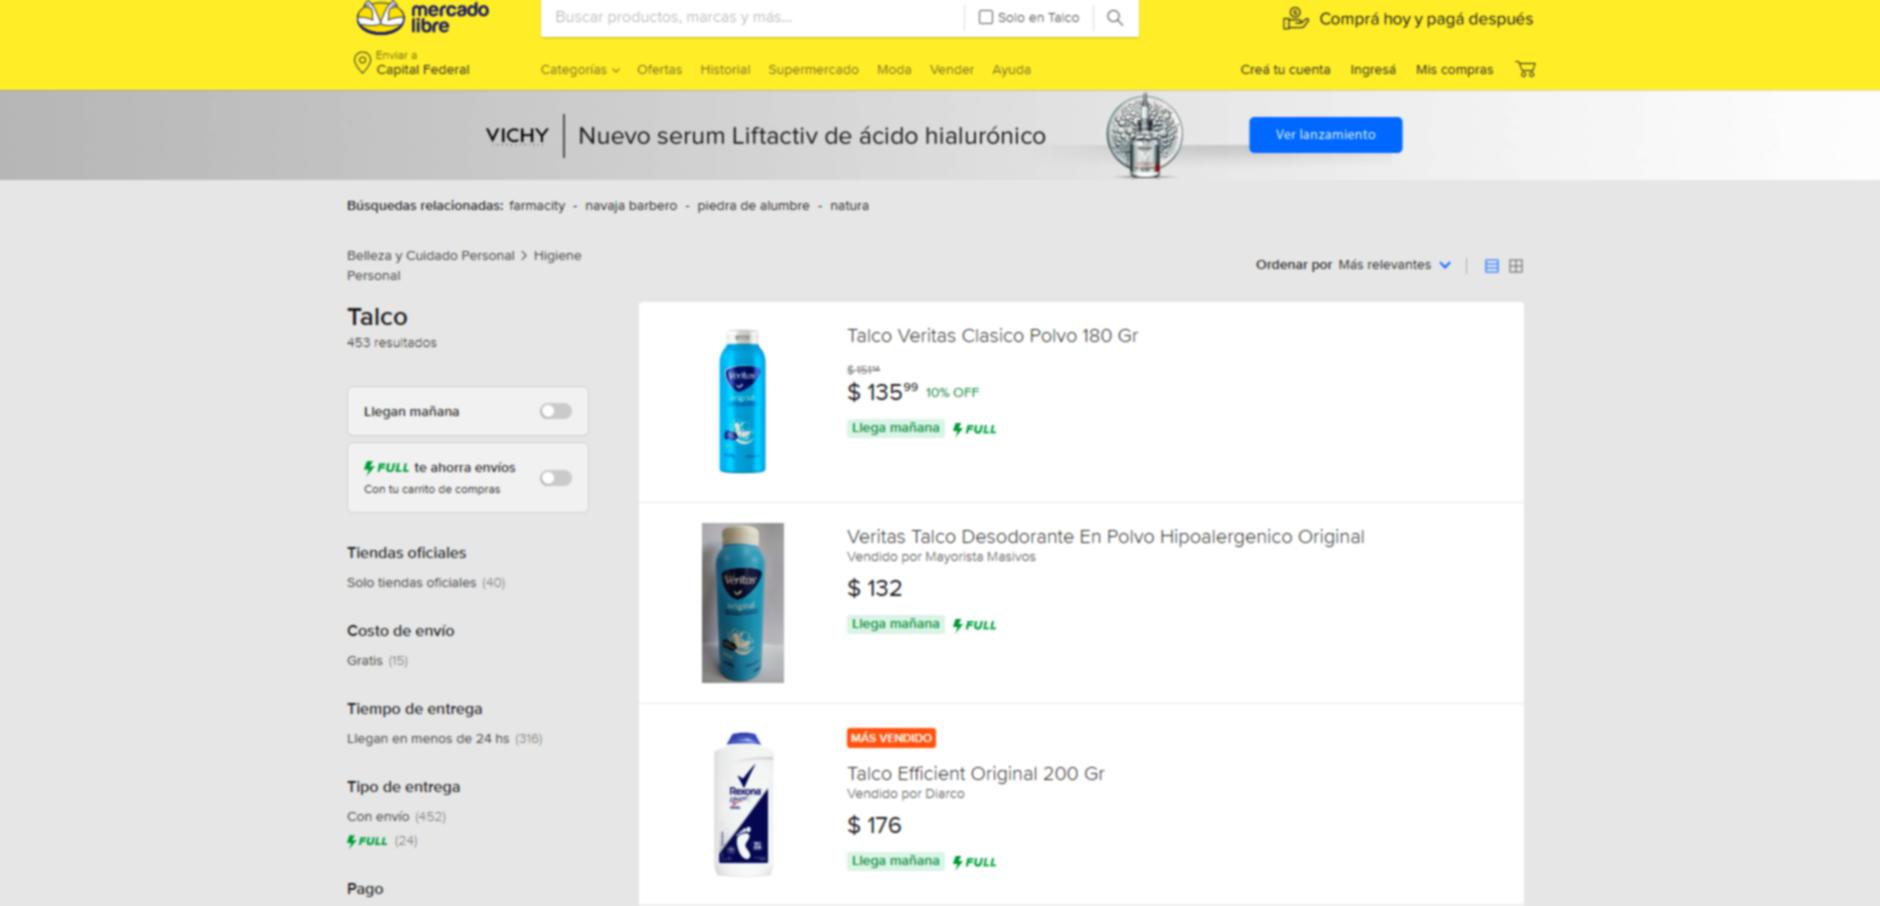 mercado
libre
Buscar productos, marcas y más...
Solo en Talco
Comprá hoy y pagá después
Enviar a
Capital Federal
Categorías
Ofertas
Historial
Supermercado
Moda
Vender
Ayuda
Creá tu cuenta
Ingresá
Mis compras
VICHY
Nuevo serum Liftactiv de ácido hialurónico
Ver lanzamiento
Búsquedas relacionadas: farmacity - navaja barbero - piedra de alumbre - natura
Belleza y Cuidado Personal > Higiene
Personal
Ordenar por Más relevantes
Talco
453 resultados
Llegan mañana
FULL te ahorra envíos
Con tu carrito de compras
Tiendas oficiales
Solo tiendas oficiales (40)
Costo de envío
Gratis (15)
Tiempo de entrega
Llegan en menos de 24 hs (316)
Tipo de entrega
Con envío (452)
FULL (24)
Pago
Veritas
original
Talco Veritas Clasico Polvo 180 Gr
$ 151
$ 135 99 10% OFF
Llega mañana FULL
Veritas
original
Veritas Talco Desodorante En Polvo Hipoalergenico Original
Vendido por Mayorista Masivos
$ 132
Llega mañana FULL
Rexona
MÁS VENDIDO
Talco Efficient Original 200 Gr
Vendido por Diarco
$ 176
Llega mañana FULL